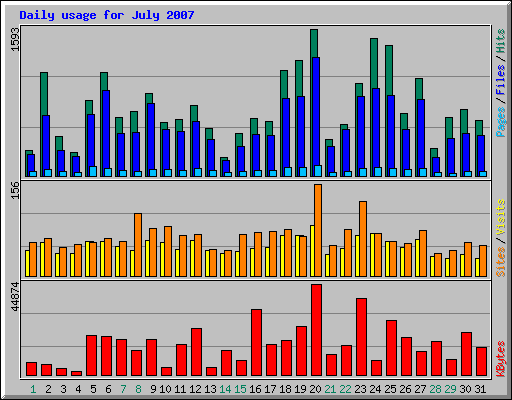 Daily usage for July 2007
1593
Pages / Files / Hits
156
Sites / Visits
44874
KBytes
1 2 3 4 5 6 7 8 9 10 11 12 13 14 15 16 17 18 19 20 21 22 23 24 25 26 27 28 29 30 31